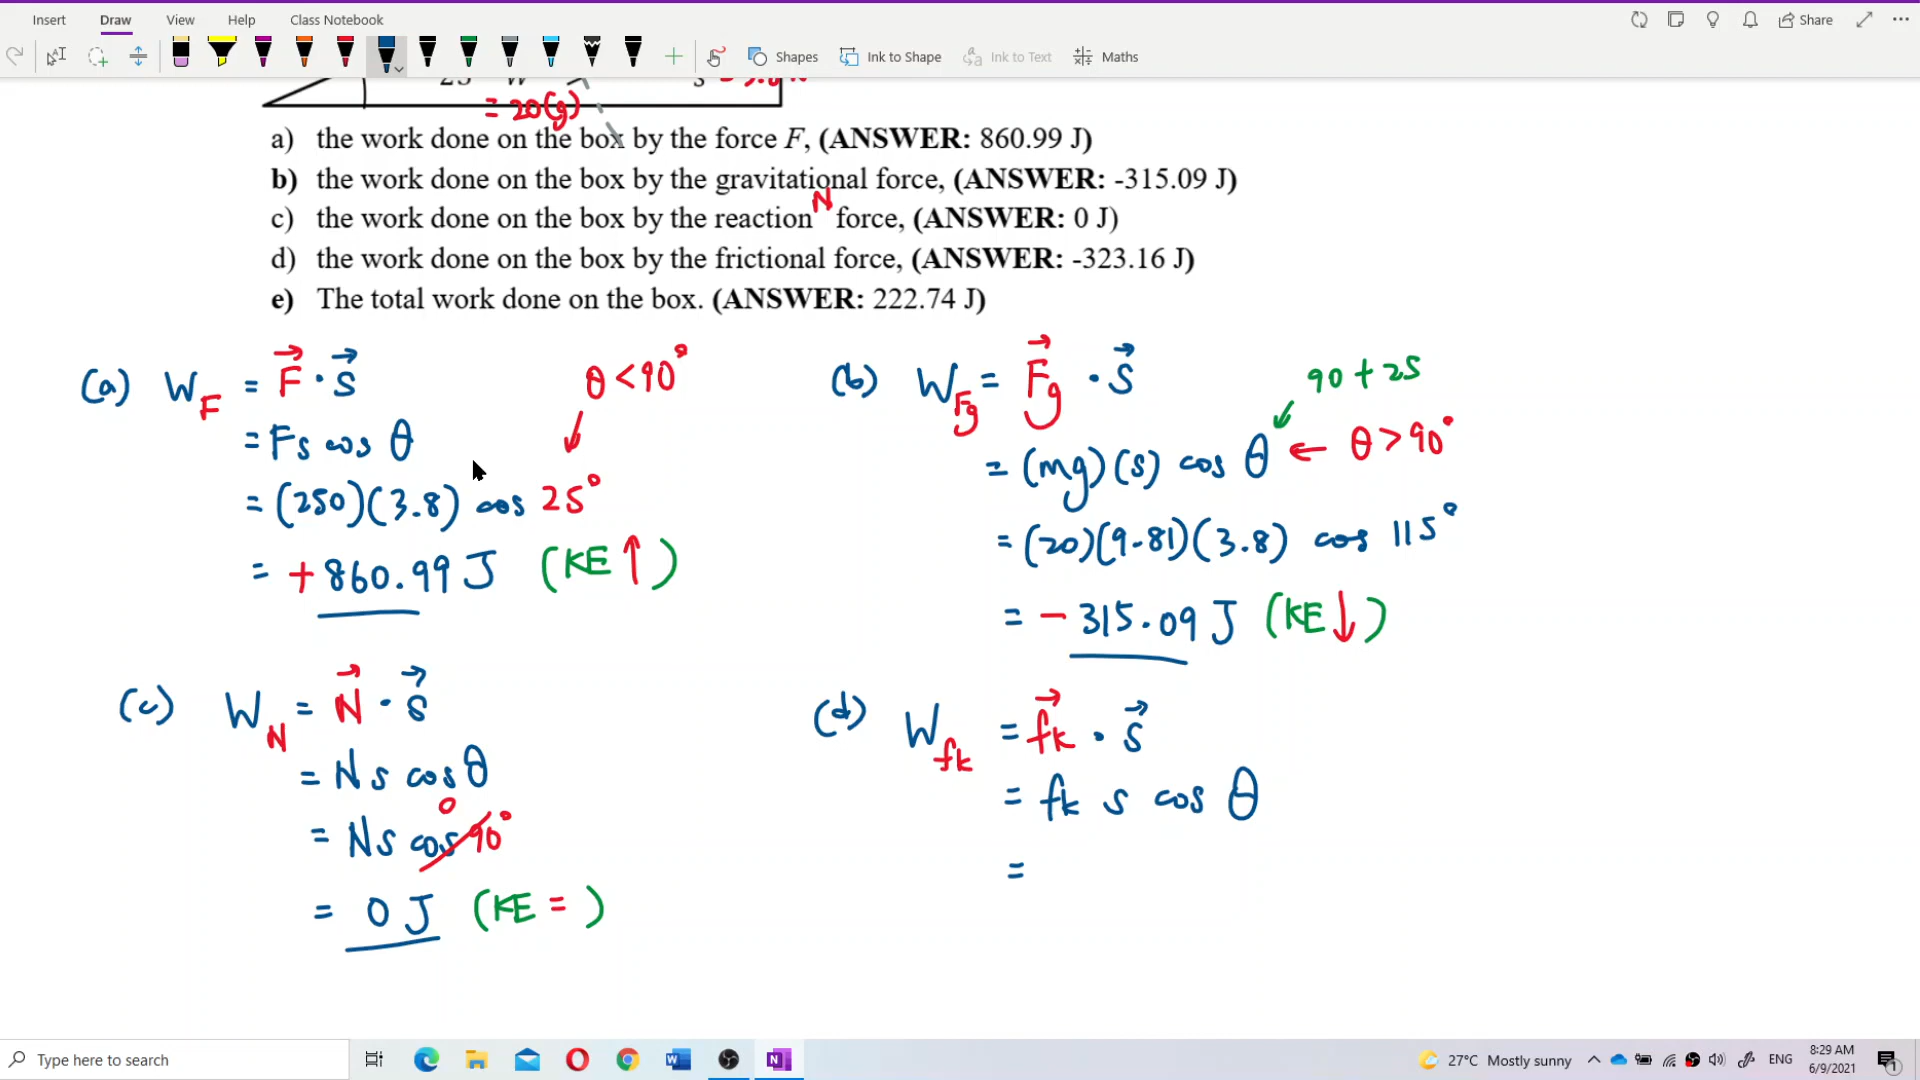 Insert Draw View Help Class Notebook Share
Shapes Ink to Shape Ink to Text Maths
= 20(g)
a) the work done on the box by the force F, (ANSWER: 860.99 J)
b) the work done on the box by the gravitational force, (ANSWER: -315.09 J)
N
c) the work done on the box by the reaction force, (ANSWER: 0 J)
d) the work done on the box by the frictional force, (ANSWER: -323.16 J)
e) The total work done on the box. (ANSWER: 222.74 J)
(a) W_F = F⃗ · s⃗
= Fs cos θ
θ < 90°
= (250)(3.8) cos 25°
= + 860.99 J (KE ↑)
(b) W_Fg = F⃗g · s⃗
90 + 25
= (mg)(s) cos θ ← θ > 90°
= (20)(9.81)(3.8) cos 115°
= - 315.09 J (KE ↓)
(c) W_N = N⃗ · s⃗
= Ns cos θ
0
= Ns cos 90°
= 0 J (KE = )
(d) W_fk = f⃗k · s⃗
= fk s cos θ
=
Type here to search
27°C Mostly sunny ENG 8:29 AM
6/9/2021
1